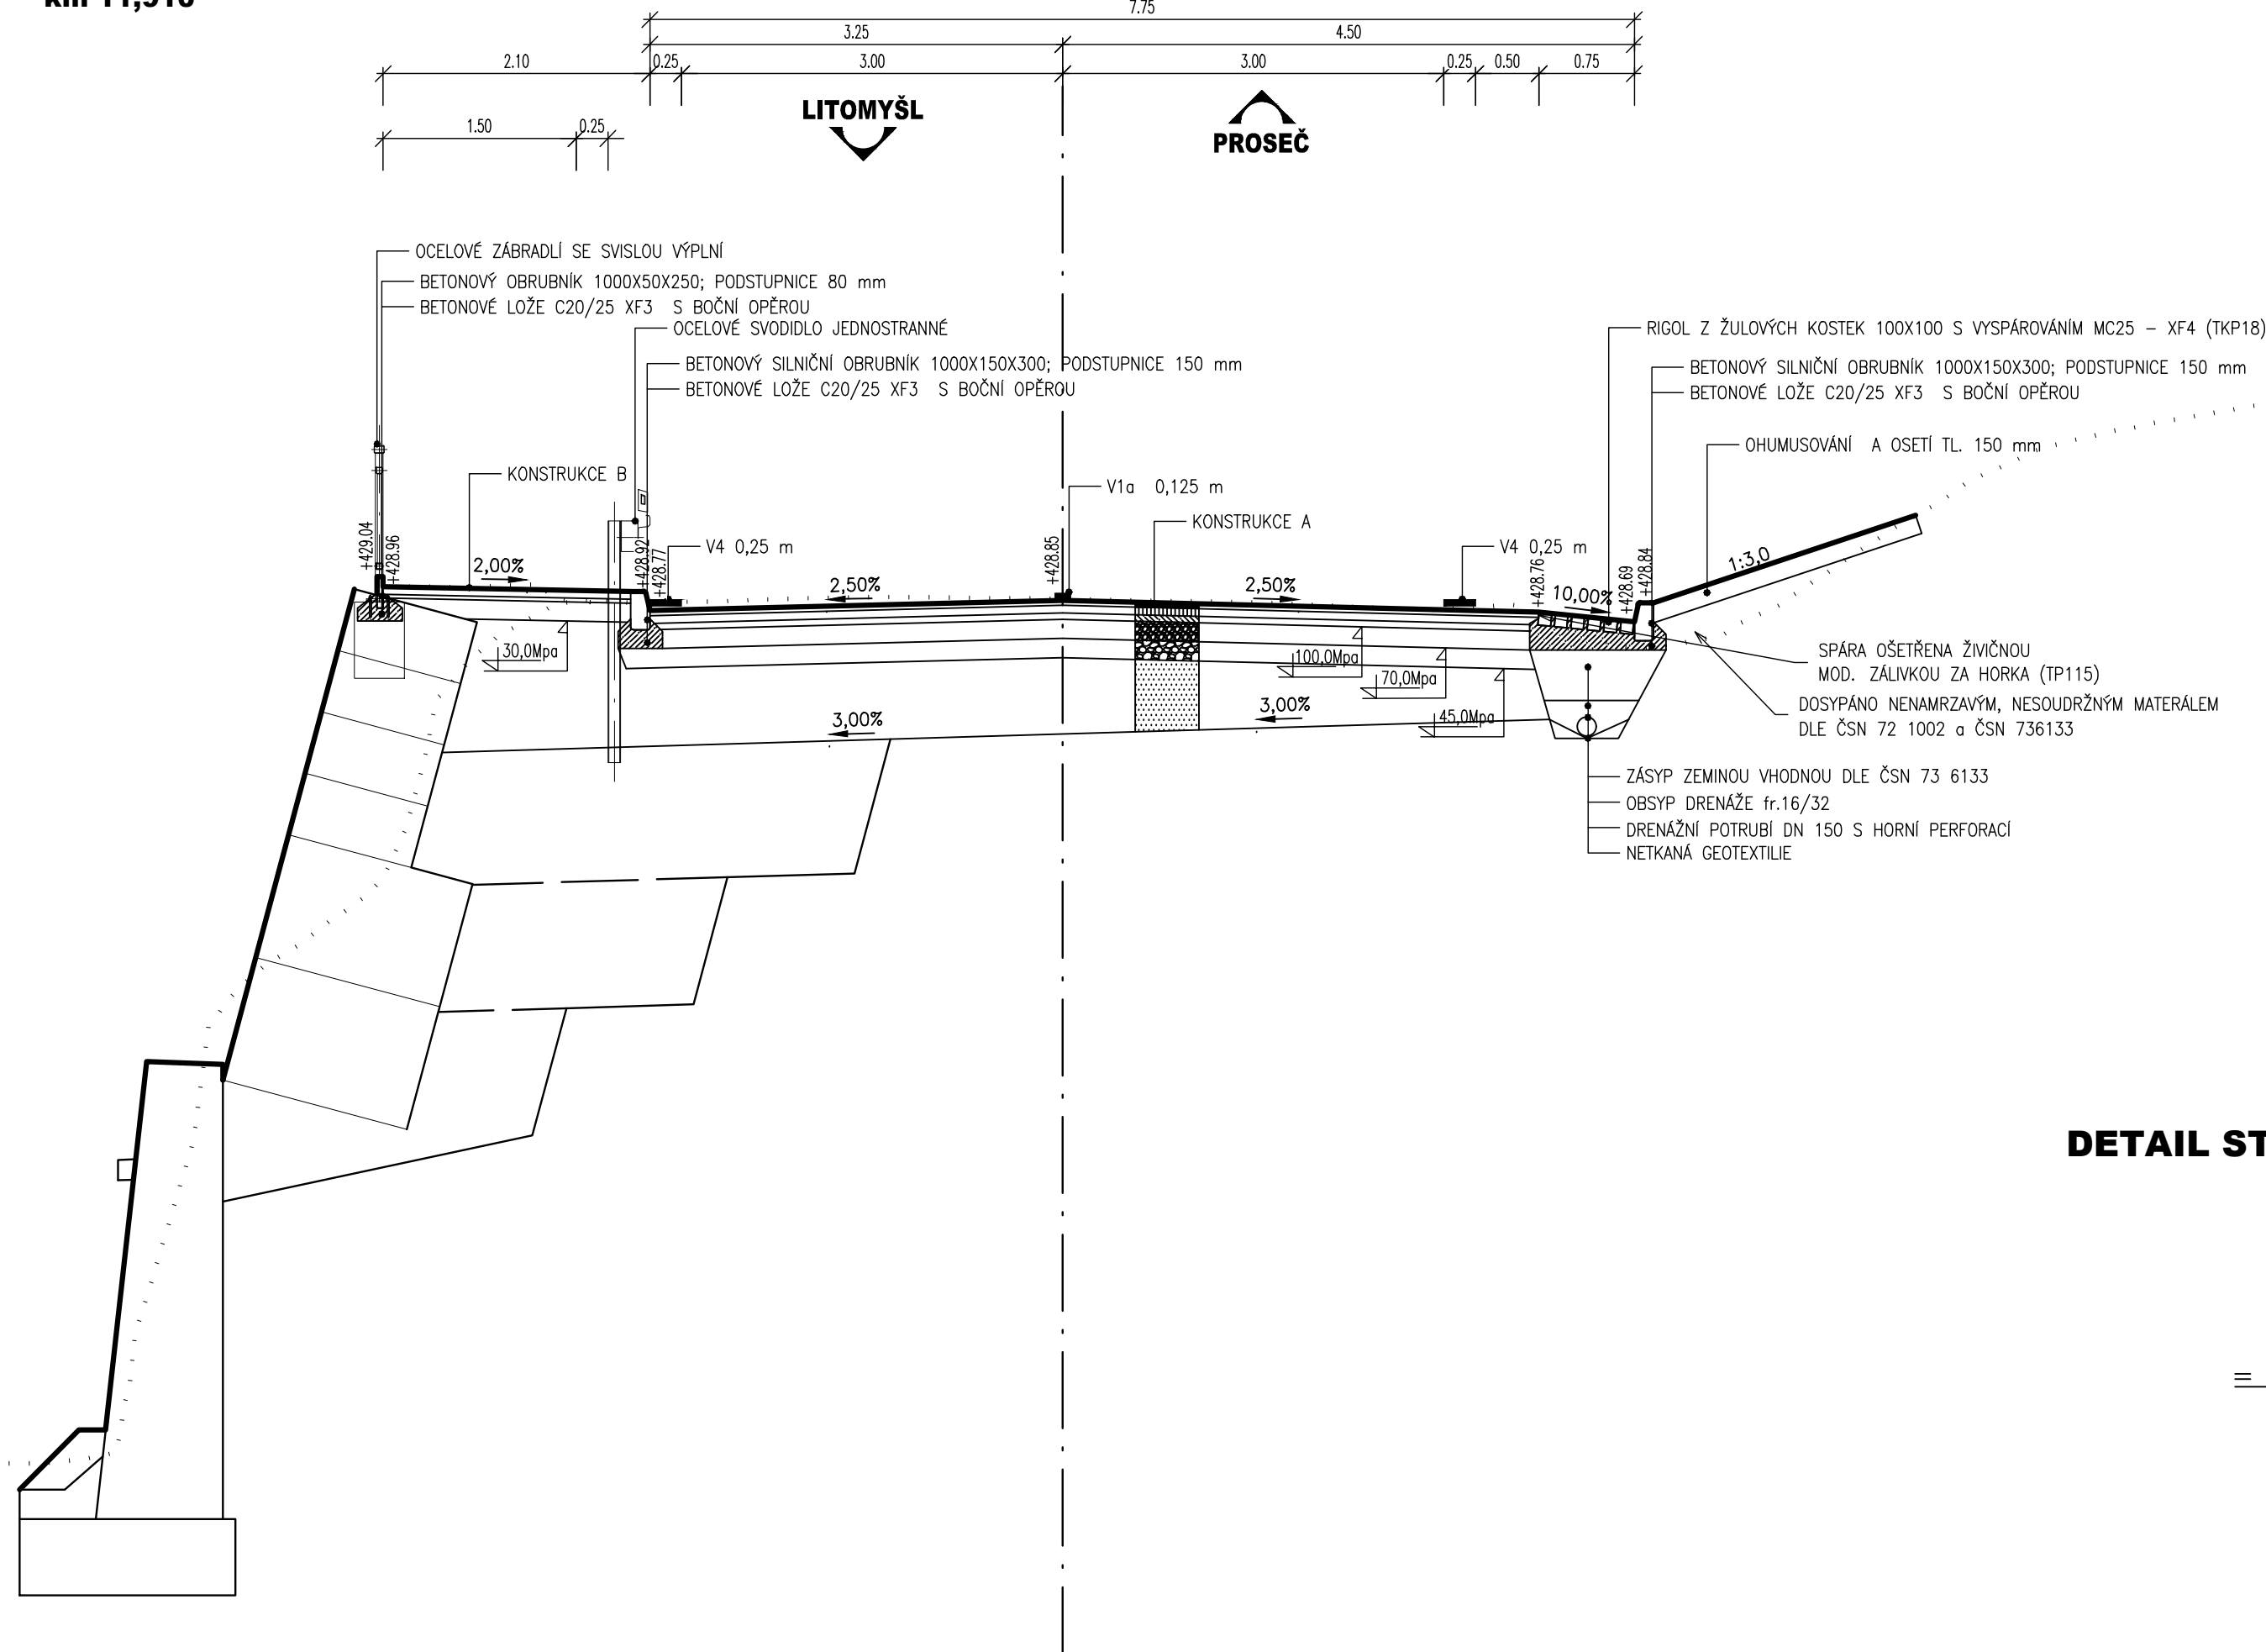 7.75
3.25 4.50
2.10 0.25 3.00 3.00 0.25 0.50 0.75
1.50 0.25
LITOMYŠL
PROSEČ
OCELOVÉ ZÁBRADLÍ SE SVISLOU VÝPLNÍ
BETONOVÝ OBRUBNÍK 1000X50X250; PODSTUPNICE 80 mm
BETONOVÉ LOŽE C20/25 XF3 S BOČNÍ OPĚROU
OCELOVÉ SVODIDLO JEDNOSTRANNÉ
BETONOVÝ SILNIČNÍ OBRUBNÍK 1000X150X300; PODSTUPNICE 150 mm
BETONOVÉ LOŽE C20/25 XF3 S BOČNÍ OPĚROU
RIGOL Z ŽULOVÝCH KOSTEK 100X100 S VYSPÁROVÁNÍM MC25 – XF4 (TKP18)
BETONOVÝ SILNIČNÍ OBRUBNÍK 1000X150X300; PODSTUPNICE 150 mm
BETONOVÉ LOŽE C20/25 XF3 S BOČNÍ OPĚROU
OHUMUSOVÁNÍ A OSETÍ TL. 150 mm
KONSTRUKCE B
V1a 0,125 m
KONSTRUKCE A
V4 0,25 m
V4 0,25 m
+429.04
+428.96
+428.92
+428.77
+428.85
+428.76
+428.69
+428.84
2,00%
2,50%
2,50%
10,00%
1:3,0
30,0Mpa
100,0Mpa
70,0Mpa
45,0Mpa
3,00%
3,00%
SPÁRA OŠETŘENA ŽIVIČNOU
MOD. ZÁLIVKOU ZA HORKA (TP115)
DOSYPÁNO NENAMRZAVÝM, NESOUDRŽNÝM MATERÁLEM
DLE ČSN 72 1002 a ČSN 736133
ZÁSYP ZEMINOU VHODNOU DLE ČSN 73 6133
OBSYP DRENÁŽE fr.16/32
DRENÁŽNÍ POTRUBÍ DN 150 S HORNÍ PERFORACÍ
NETKANÁ GEOTEXTILIE
DETAIL ST